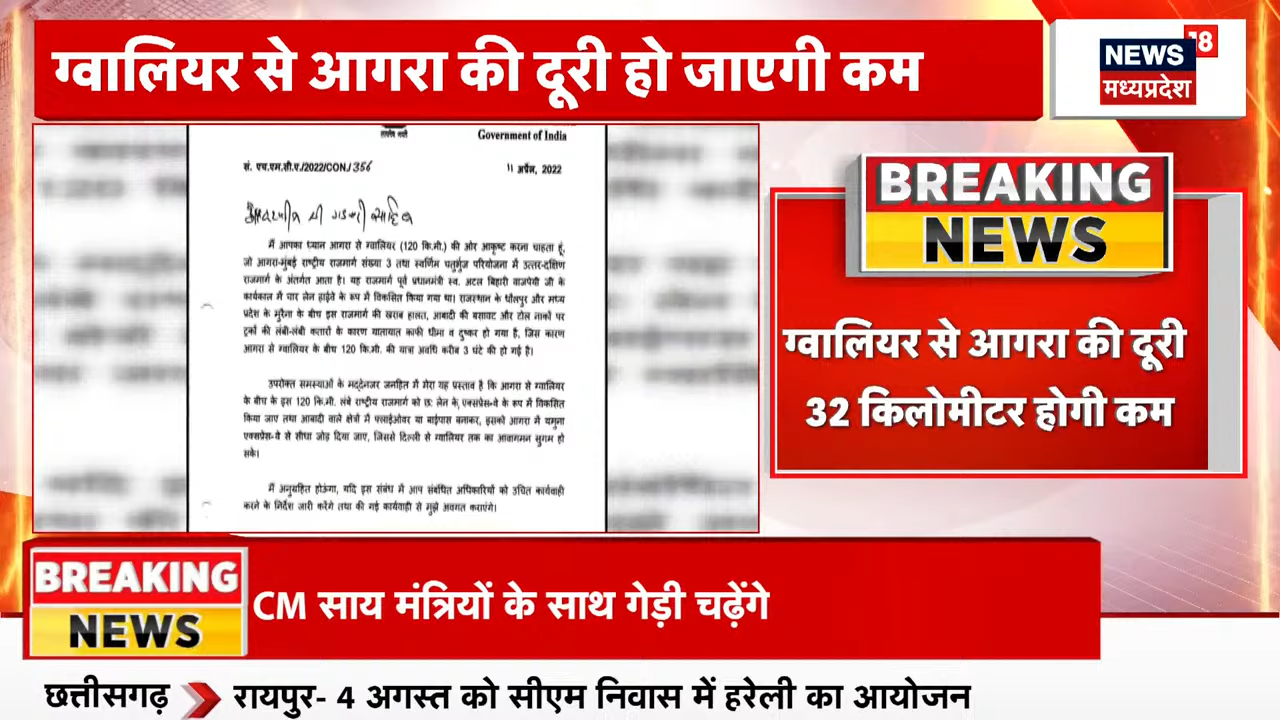 ग्वालियर से आगरा की दूरी हो जाएगी कम
NEWS 18
मध्यप्रदेश
सत्यमेव जयते
Government of India
सं. एच.एम.सी.ए./2022/CON./356
11 अप्रैल, 2022
मैं आपका ध्यान आगरा से ग्वालियर (120 कि.मी.) की ओर आकृष्ट करना चाहता हूं,
जो आगरा-मुंबई राष्ट्रीय राजमार्ग संख्या 3 तथा स्वर्णिम चतुर्भुज परियोजना में उत्तर-दक्षिण
राजमार्ग के अंतर्गत आता है। यह राजमार्ग पूर्व प्रधानमंत्री स्व. अटल बिहारी वाजपेयी जी के
कार्यकाल में चार लेन हाईवे के रूप में विकसित किया गया था। राजस्थान के धौलपुर और मध्य
प्रदेश के मुरैना के बीच इस राजमार्ग की खराब हालत, आबादी की बसावट और टोल नाकों पर
ट्रकों की लंबी-लंबी कतारों के कारण यातायात काफी धीमा व दुष्कर हो गया है, जिस कारण
आगरा से ग्वालियर के बीच 120 कि.मी. की यात्रा अवधि करीब 3 घंटे की हो गई है।
उपरोक्त समस्याओं के मद्देनजर जनहित में मेरा यह प्रस्ताव है कि आगरा से ग्वालियर
के बीच के इस 120 कि.मी. लंबे राष्ट्रीय राजमार्ग को छः लेन के, एक्सप्रेस-वे के रूप में विकसित
किया जाए तथा आबादी वाले क्षेत्रों में फ्लाईओवर या बाईपास बनाकर, इसको आगरा में यमुना
एक्सप्रेस-वे से सीधा जोड़ दिया जाए, जिससे दिल्ली से ग्वालियर तक का आवागमन सुगम हो
सके।
मैं अनुग्रहित होऊंगा, यदि इस संबंध में आप संबंधित अधिकारियों को उचित कार्यवाही
करने के निर्देश जारी करेंगे तथा की गई कार्यवाही से मुझे अवगत कराएंगे।
BREAKING
NEWS
ग्वालियर से आगरा की दूरी
32 किलोमीटर होगी कम
BREAKING
NEWS
CM साय मंत्रियों के साथ गेड़ी चढ़ेंगे
छत्तीसगढ़ रायपुर- 4 अगस्त को सीएम निवास में हरेली का आयोजन